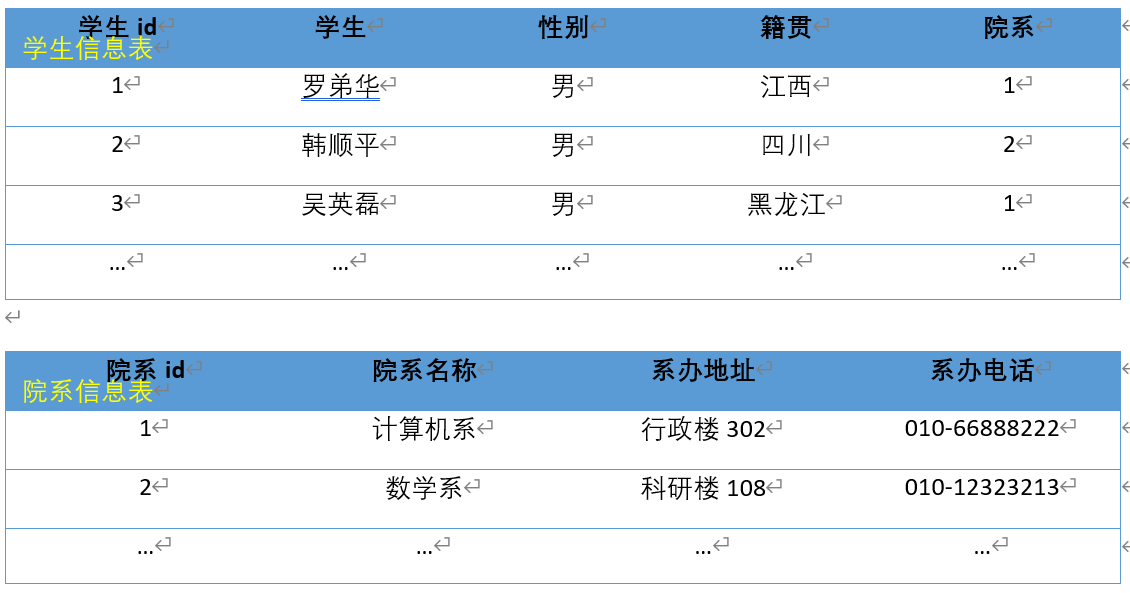 学生 id 学生 性别 籍贯 院系
学生信息表
1 罗弟华 男 江西 1
2 韩顺平 男 四川 2
3 吴英磊 男 黑龙江 1
... ... ... ... ...
院系 id 院系名称 系办地址 系办电话
院系信息表
1 计算机系 行政楼 302 010-66888222
2 数学系 科研楼 108 010-12323213
... ... ... ...